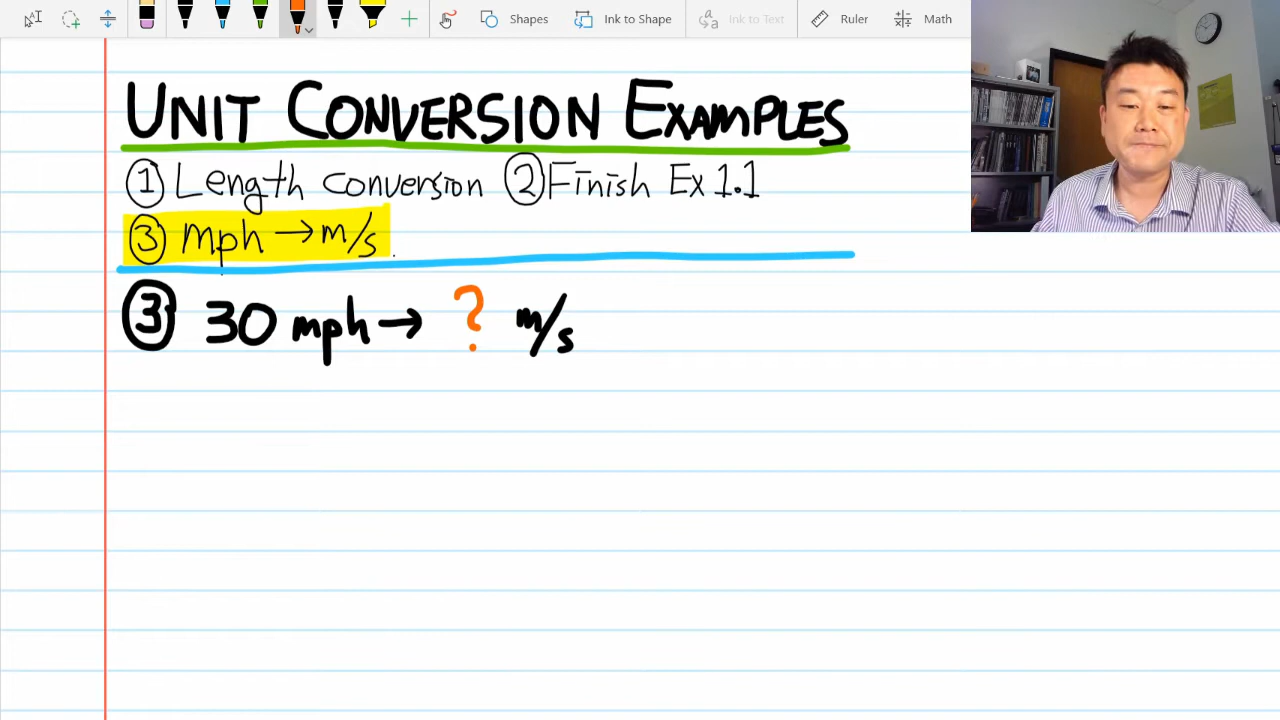 Shapes Ink to Shape Ink to Text Ruler Math
UNIT CONVERSION EXAMPLES
① Length conversion ② Finish Ex 1.1
③ mph → m/s.
③ 30 mph → ? m/s